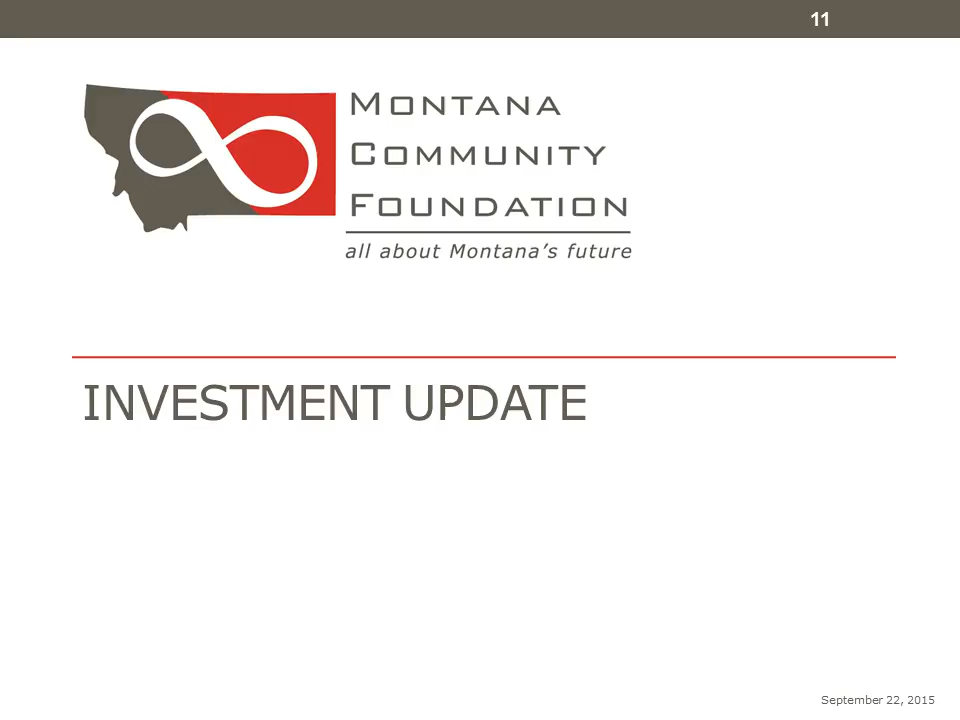 11
MONTANA
COMMUNITY
FOUNDATION
all about Montana's future
INVESTMENT UPDATE
September 22, 2015